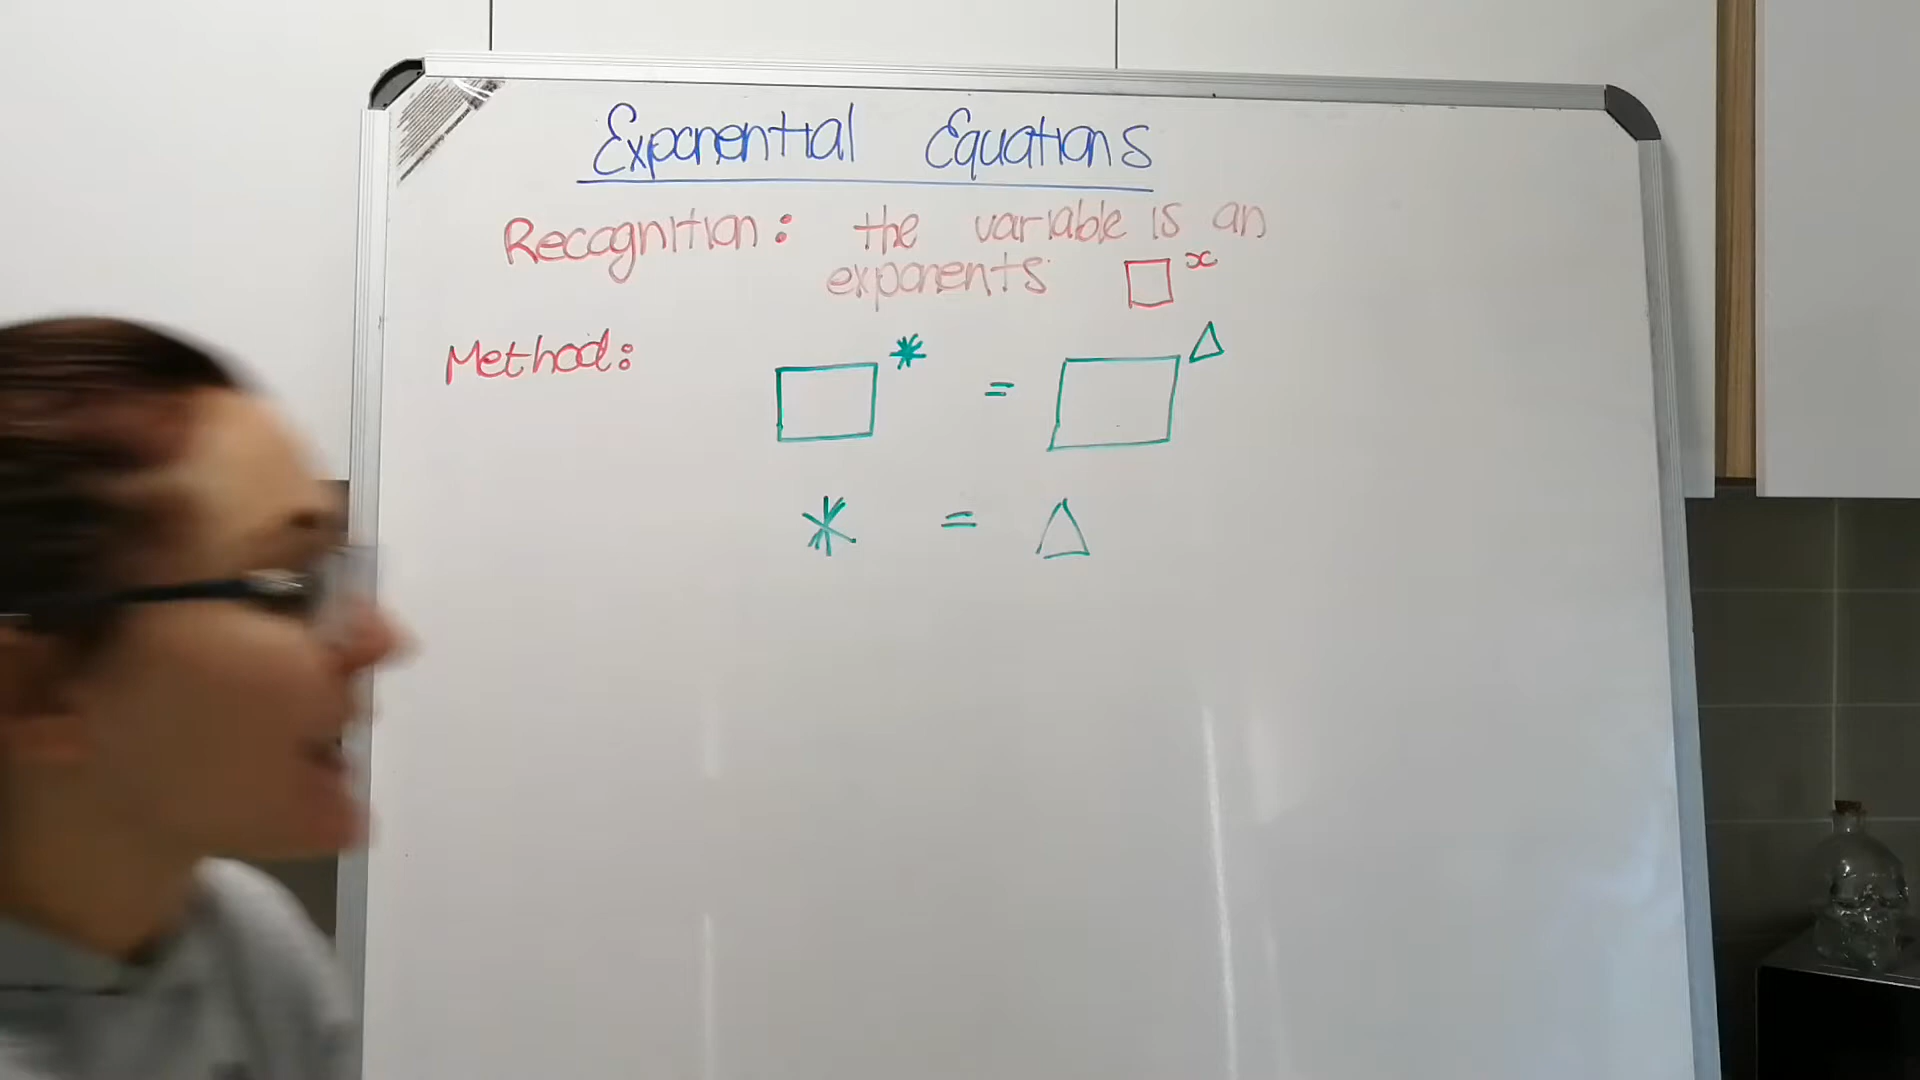 Exponential Equations
Recognition: the variable is an
exponents □ˣ
Method: □* = □△
* = △